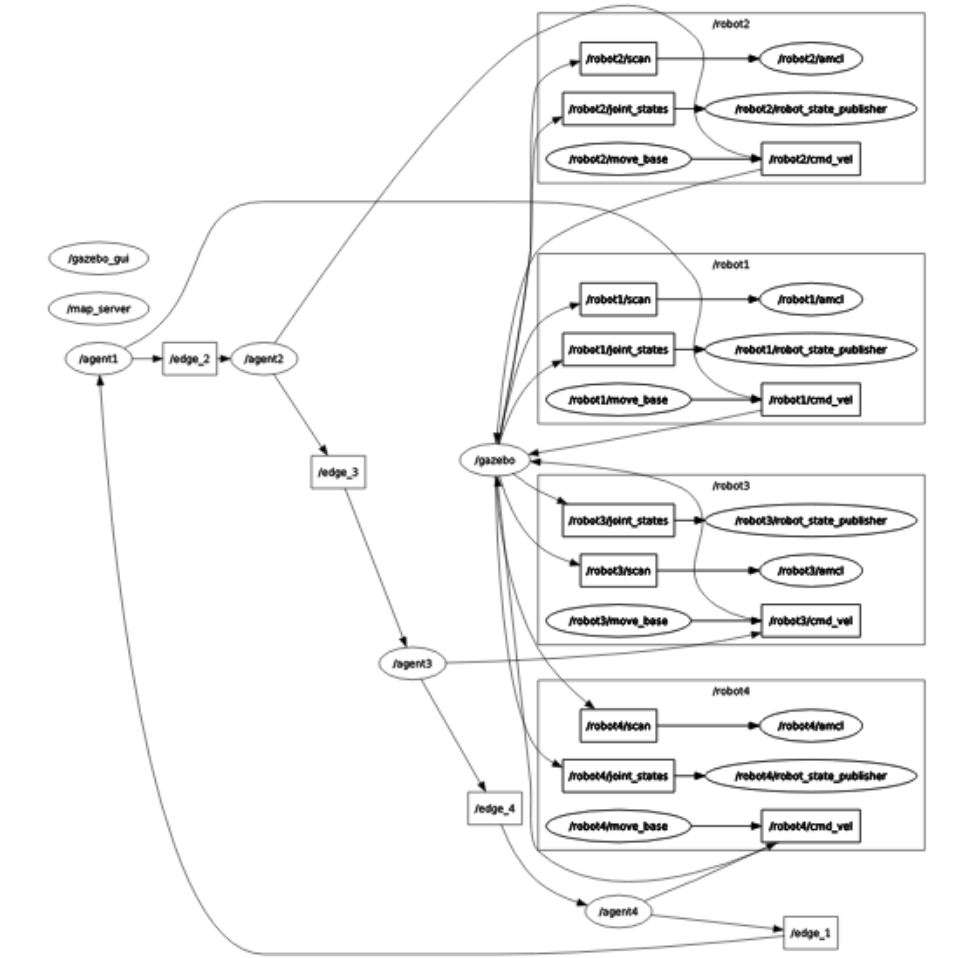 /robot2
/robot2/scan
/robot2/amcl
/robot2/joint_states
/robot2/robot_state_publisher
/robot2/move_base
/robot2/cmd_vel
/gazebo_gui
/map_server
/agent1
/edge_2
/agent2
/robot1
/robot1/scan
/robot1/amcl
/robot1/joint_states
/robot1/robot_state_publisher
/robot1/move_base
/robot1/cmd_vel
/edge_3
/gazebo
/robot3
/robot3/joint_states
/robot3/robot_state_publisher
/robot3/scan
/robot3/amcl
/robot3/move_base
/robot3/cmd_vel
/agent3
/robot4
/robot4/scan
/robot4/amcl
/robot4/joint_states
/robot4/robot_state_publisher
/edge_4
/robot4/move_base
/robot4/cmd_vel
/agent4
/edge_1